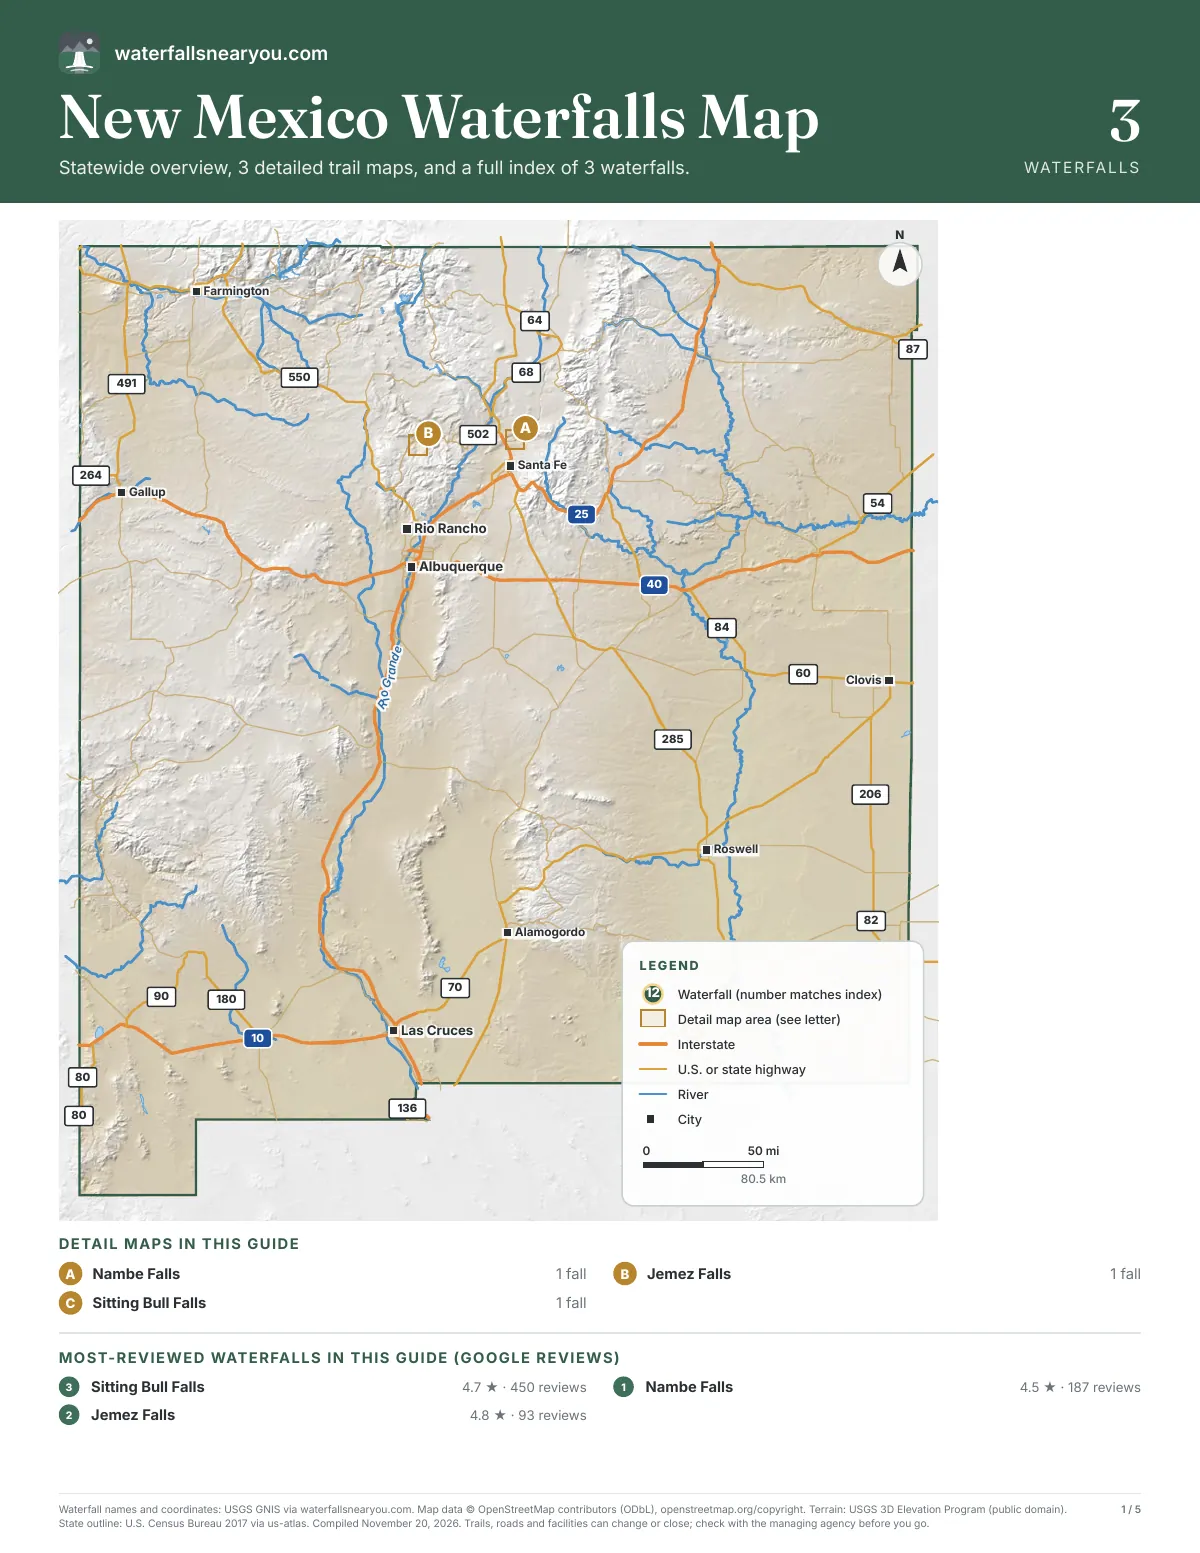 waterfallsnearyou.com
New Mexico Waterfalls Map
3
Statewide overview, 3 detailed trail maps, and a full index of 3 waterfalls.
WATERFALLS
N
Farmington
64
87
491
550
68
B
502
A
264
Santa Fe
Gallup
54
25
Rio Rancho
Albuquerque
40
84
Rio Grande
60
Clovis
285
206
Roswell
82
Alamogordo
90
180
70
10
Las Cruces
80
80
136
LEGEND
12 Waterfall (number matches index)
Detail map area (see letter)
Interstate
U.S. or state highway
River
City
0 50 mi
80.5 km
DETAIL MAPS IN THIS GUIDE
A Nambe Falls 1 fall
B Jemez Falls 1 fall
C Sitting Bull Falls 1 fall
MOST-REVIEWED WATERFALLS IN THIS GUIDE (GOOGLE REVIEWS)
3 Sitting Bull Falls 4.7 ★ · 450 reviews
1 Nambe Falls 4.5 ★ · 187 reviews
2 Jemez Falls 4.8 ★ · 93 reviews
Waterfall names and coordinates: USGS GNIS via waterfallsnearyou.com. Map data © OpenStreetMap contributors (ODbL), openstreetmap.org/copyright. Terrain: USGS 3D Elevation Program (public domain).
1 / 5
State outline: U.S. Census Bureau 2017 via us-atlas. Compiled November 20, 2026. Trails, roads and facilities can change or close; check with the managing agency before you go.